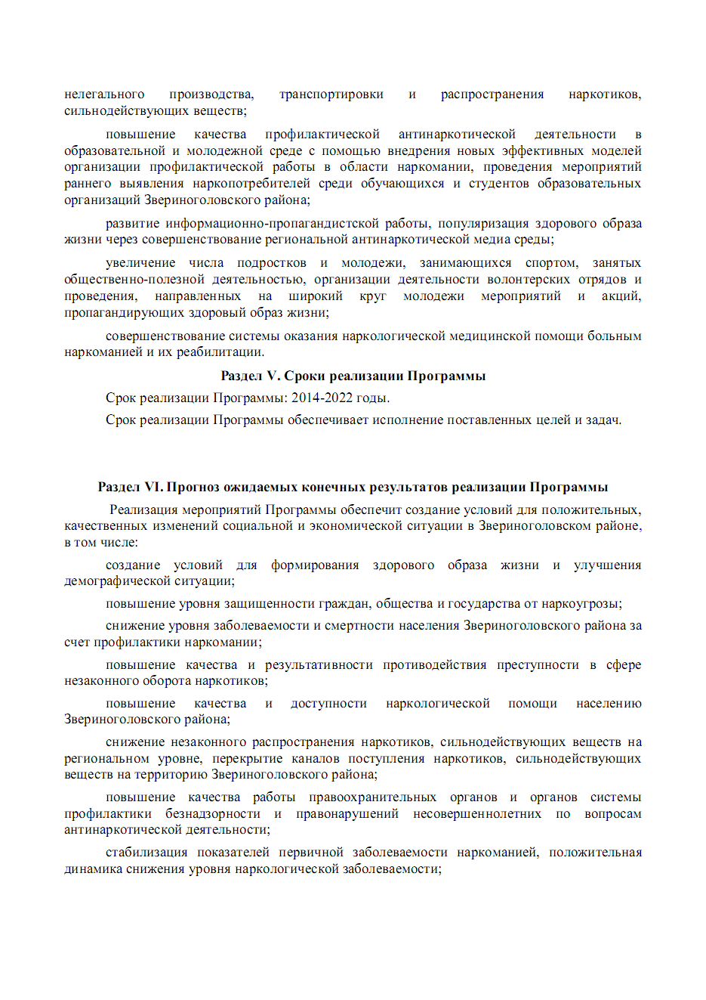 нелегального производства, транспортировки и распространения наркотиков,
сильнодействующих веществ;
повышение качества профилактической антинаркотической деятельности в
образовательной и молодежной среде с помощью внедрения новых эффективных моделей
организации профилактической работы в области наркомании, проведения мероприятий
раннего выявления наркопотребителей среди обучающихся и студентов образовательных
организаций Звериноголовского района;
развитие информационно-пропагандистской работы, популяризация здорового образа
жизни через совершенствование региональной антинаркотической медиа среды;
увеличение числа подростков и молодежи, занимающихся спортом, занятых
общественно-полезной деятельностью, организации деятельности волонтерских отрядов и
проведения, направленных на широкий круг молодежи мероприятий и акций,
пропагандирующих здоровый образ жизни;
совершенствование системы оказания наркологической медицинской помощи больным
наркоманией и их реабилитации.
Раздел V. Сроки реализации Программы
Срок реализации Программы: 2014-2022 годы.
Срок реализации Программы обеспечивает исполнение поставленных целей и задач.
Раздел VI. Прогноз ожидаемых конечных результатов реализации Программы
Реализация мероприятий Программы обеспечит создание условий для положительных,
качественных изменений социальной и экономической ситуации в Звериноголовском районе,
в том числе:
создание условий для формирования здорового образа жизни и улучшения
демографической ситуации;
повышение уровня защищенности граждан, общества и государства от наркоугрозы;
снижение уровня заболеваемости и смертности населения Звериноголовского района за
счет профилактики наркомании;
повышение качества и результативности противодействия преступности в сфере
незаконного оборота наркотиков;
повышение качества и доступности наркологической помощи населению
Звериноголовского района;
снижение незаконного распространения наркотиков, сильнодействующих веществ на
региональном уровне, перекрытие каналов поступления наркотиков, сильнодействующих
веществ на территорию Звериноголовского района;
повышение качества работы правоохранительных органов и органов системы
профилактики безнадзорности и правонарушений несовершеннолетних по вопросам
антинаркотической деятельности;
стабилизация показателей первичной заболеваемости наркоманией, положительная
динамика снижения уровня наркологической заболеваемости;